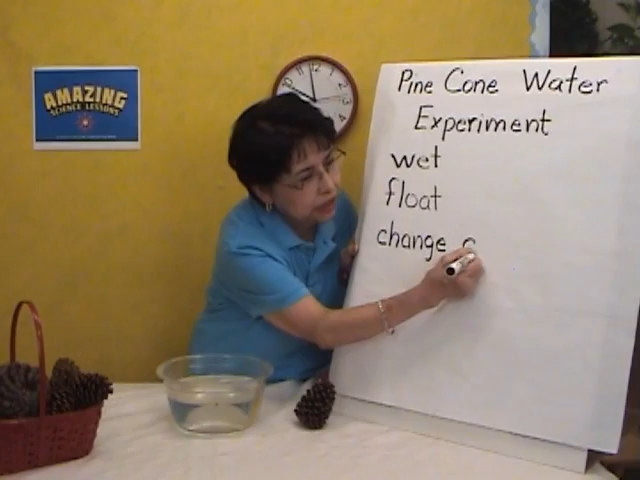 AMAZING
SCIENCE LESSONS
Pine Cone Water
Experiment
wet
float
change c